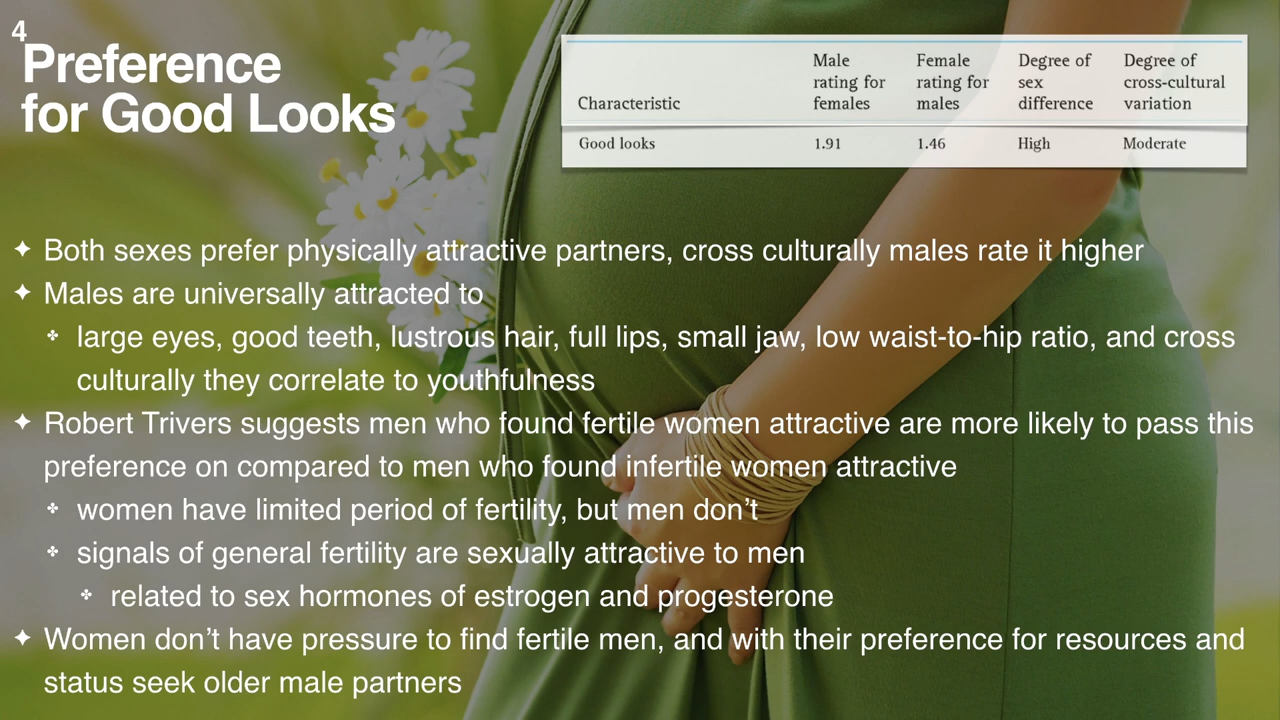 4
Preference
for Good Looks
Characteristic Male rating for females Female rating for males Degree of sex difference Degree of cross-cultural variation
Good looks 1.91 1.46 High Moderate
✦ Both sexes prefer physically attractive partners, cross culturally males rate it higher
✦ Males are universally attracted to
✤ large eyes, good teeth, lustrous hair, full lips, small jaw, low waist-to-hip ratio, and cross
culturally they correlate to youthfulness
✦ Robert Trivers suggests men who found fertile women attractive are more likely to pass this
preference on compared to men who found infertile women attractive
✤ women have limited period of fertility, but men don’t
✤ signals of general fertility are sexually attractive to men
✤ related to sex hormones of estrogen and progesterone
✦ Women don’t have pressure to find fertile men, and with their preference for resources and
status seek older male partners